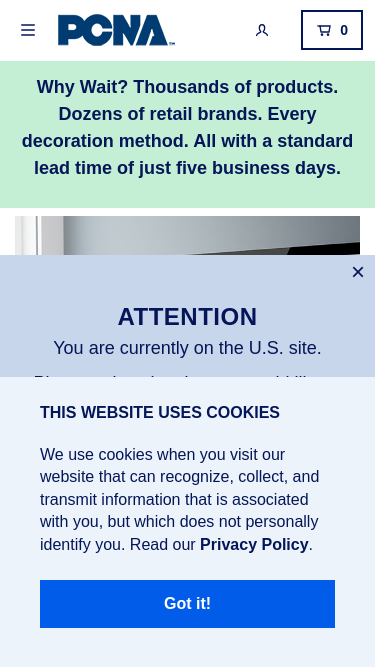 PCNA
0
Why Wait? Thousands of products.
Dozens of retail brands. Every
decoration method. All with a standard
lead time of just five business days.
ATTENTION
You are currently on the U.S. site.
THIS WEBSITE USES COOKIES
We use cookies when you visit our
website that can recognize, collect, and
transmit information that is associated
with you, but which does not personally
identify you. Read our Privacy Policy.
Got it!